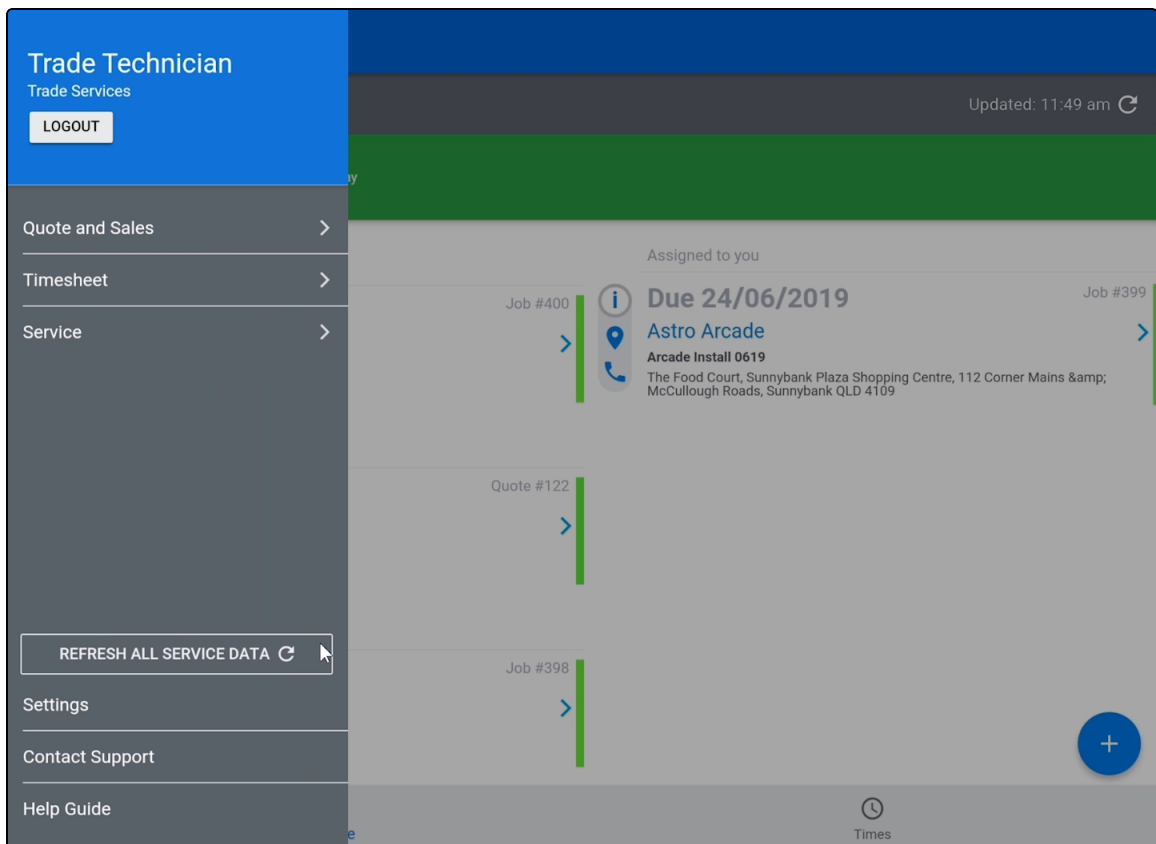 Trade Technician
Trade Services
LOGOUT
Quote and Sales
Timesheet
Service
REFRESH ALL SERVICE DATA
Settings
Contact Support
Help Guide
Updated: 11:49 am
ay
Job #400
Quote #122
Job #398
Assigned to you
Due 24/06/2019
Job #399
Astro Arcade
Arcade Install 0619
The Food Court, Sunnybank Plaza Shopping Centre, 112 Corner Mains &amp;
McCullough Roads, Sunnybank QLD 4109
e
Times